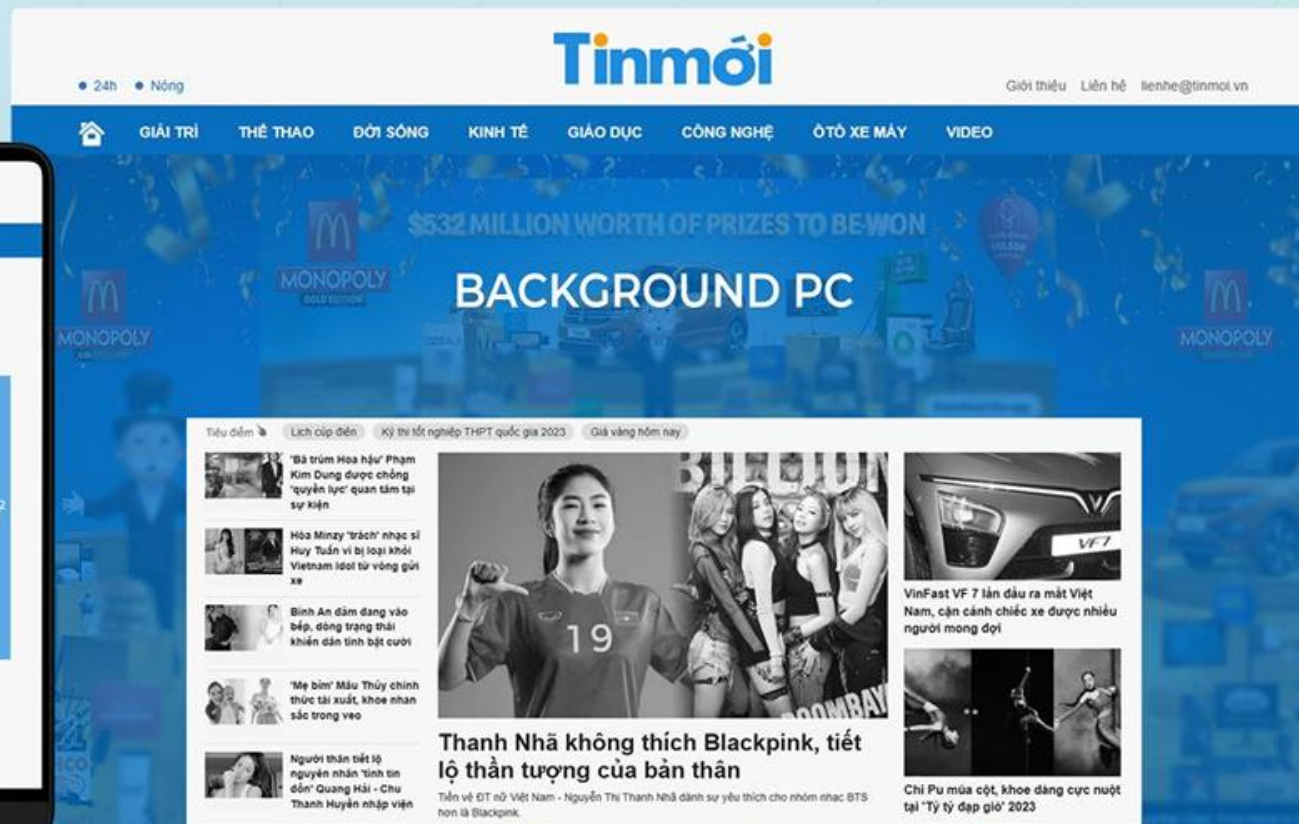 Tinmới
24h
Nóng
Giới thiệu
Liên hệ
lienhe@tinmoi.vn
GIẢI TRÍ
THỂ THAO
ĐỜI SỐNG
KINH TẾ
GIÁO DỤC
CÔNG NGHỆ
ÔTÔ XE MÁY
VIDEO
$532 MILLION WORTH OF PRIZES TO BE WON
MONOPOLY
GOLD EDITION
BACKGROUND PC
MONOPOLY
MONOPOLY
Tiêu điểm
Lịch cúp điện
Kỳ thi tốt nghiệp THPT quốc gia 2023
Giá vàng hôm nay
'Bà trùm Hoa hậu' Phạm
Kim Dung được chồng
'quyền lực' quan tâm tại
sự kiện
Hòa Minzy 'trách' nhạc sĩ
Huy Tuấn vì bị loại khỏi
Vietnam Idol từ vòng gửi
xe
Bình An đảm đang vào
bếp, dòng trạng thái
khiến dân tình bật cười
'Mẹ bỉm' Mâu Thủy chính
thức tái xuất, khoe nhan
sắc trong veo
Người thân tiết lộ
nguyên nhân 'tinh tin
đồn' Quang Hải - Chu
Thanh Huyền nhập viện
BILLION
19
BOOMBAY
Thanh Nhã không thích Blackpink, tiết
lộ thần tượng của bản thân
Tiền vệ ĐT nữ Việt Nam - Nguyễn Thị Thanh Nhã dành sự yêu thích cho nhóm nhạc BTS
hơn là Blackpink.
VF7
VinFast VF 7 lần đầu ra mắt Việt
Nam, cận cảnh chiếc xe được nhiều
người mong đợi
Chi Pu múa cột, khoe dáng cực nuột
tại 'Tỷ tỷ đạp gió' 2023